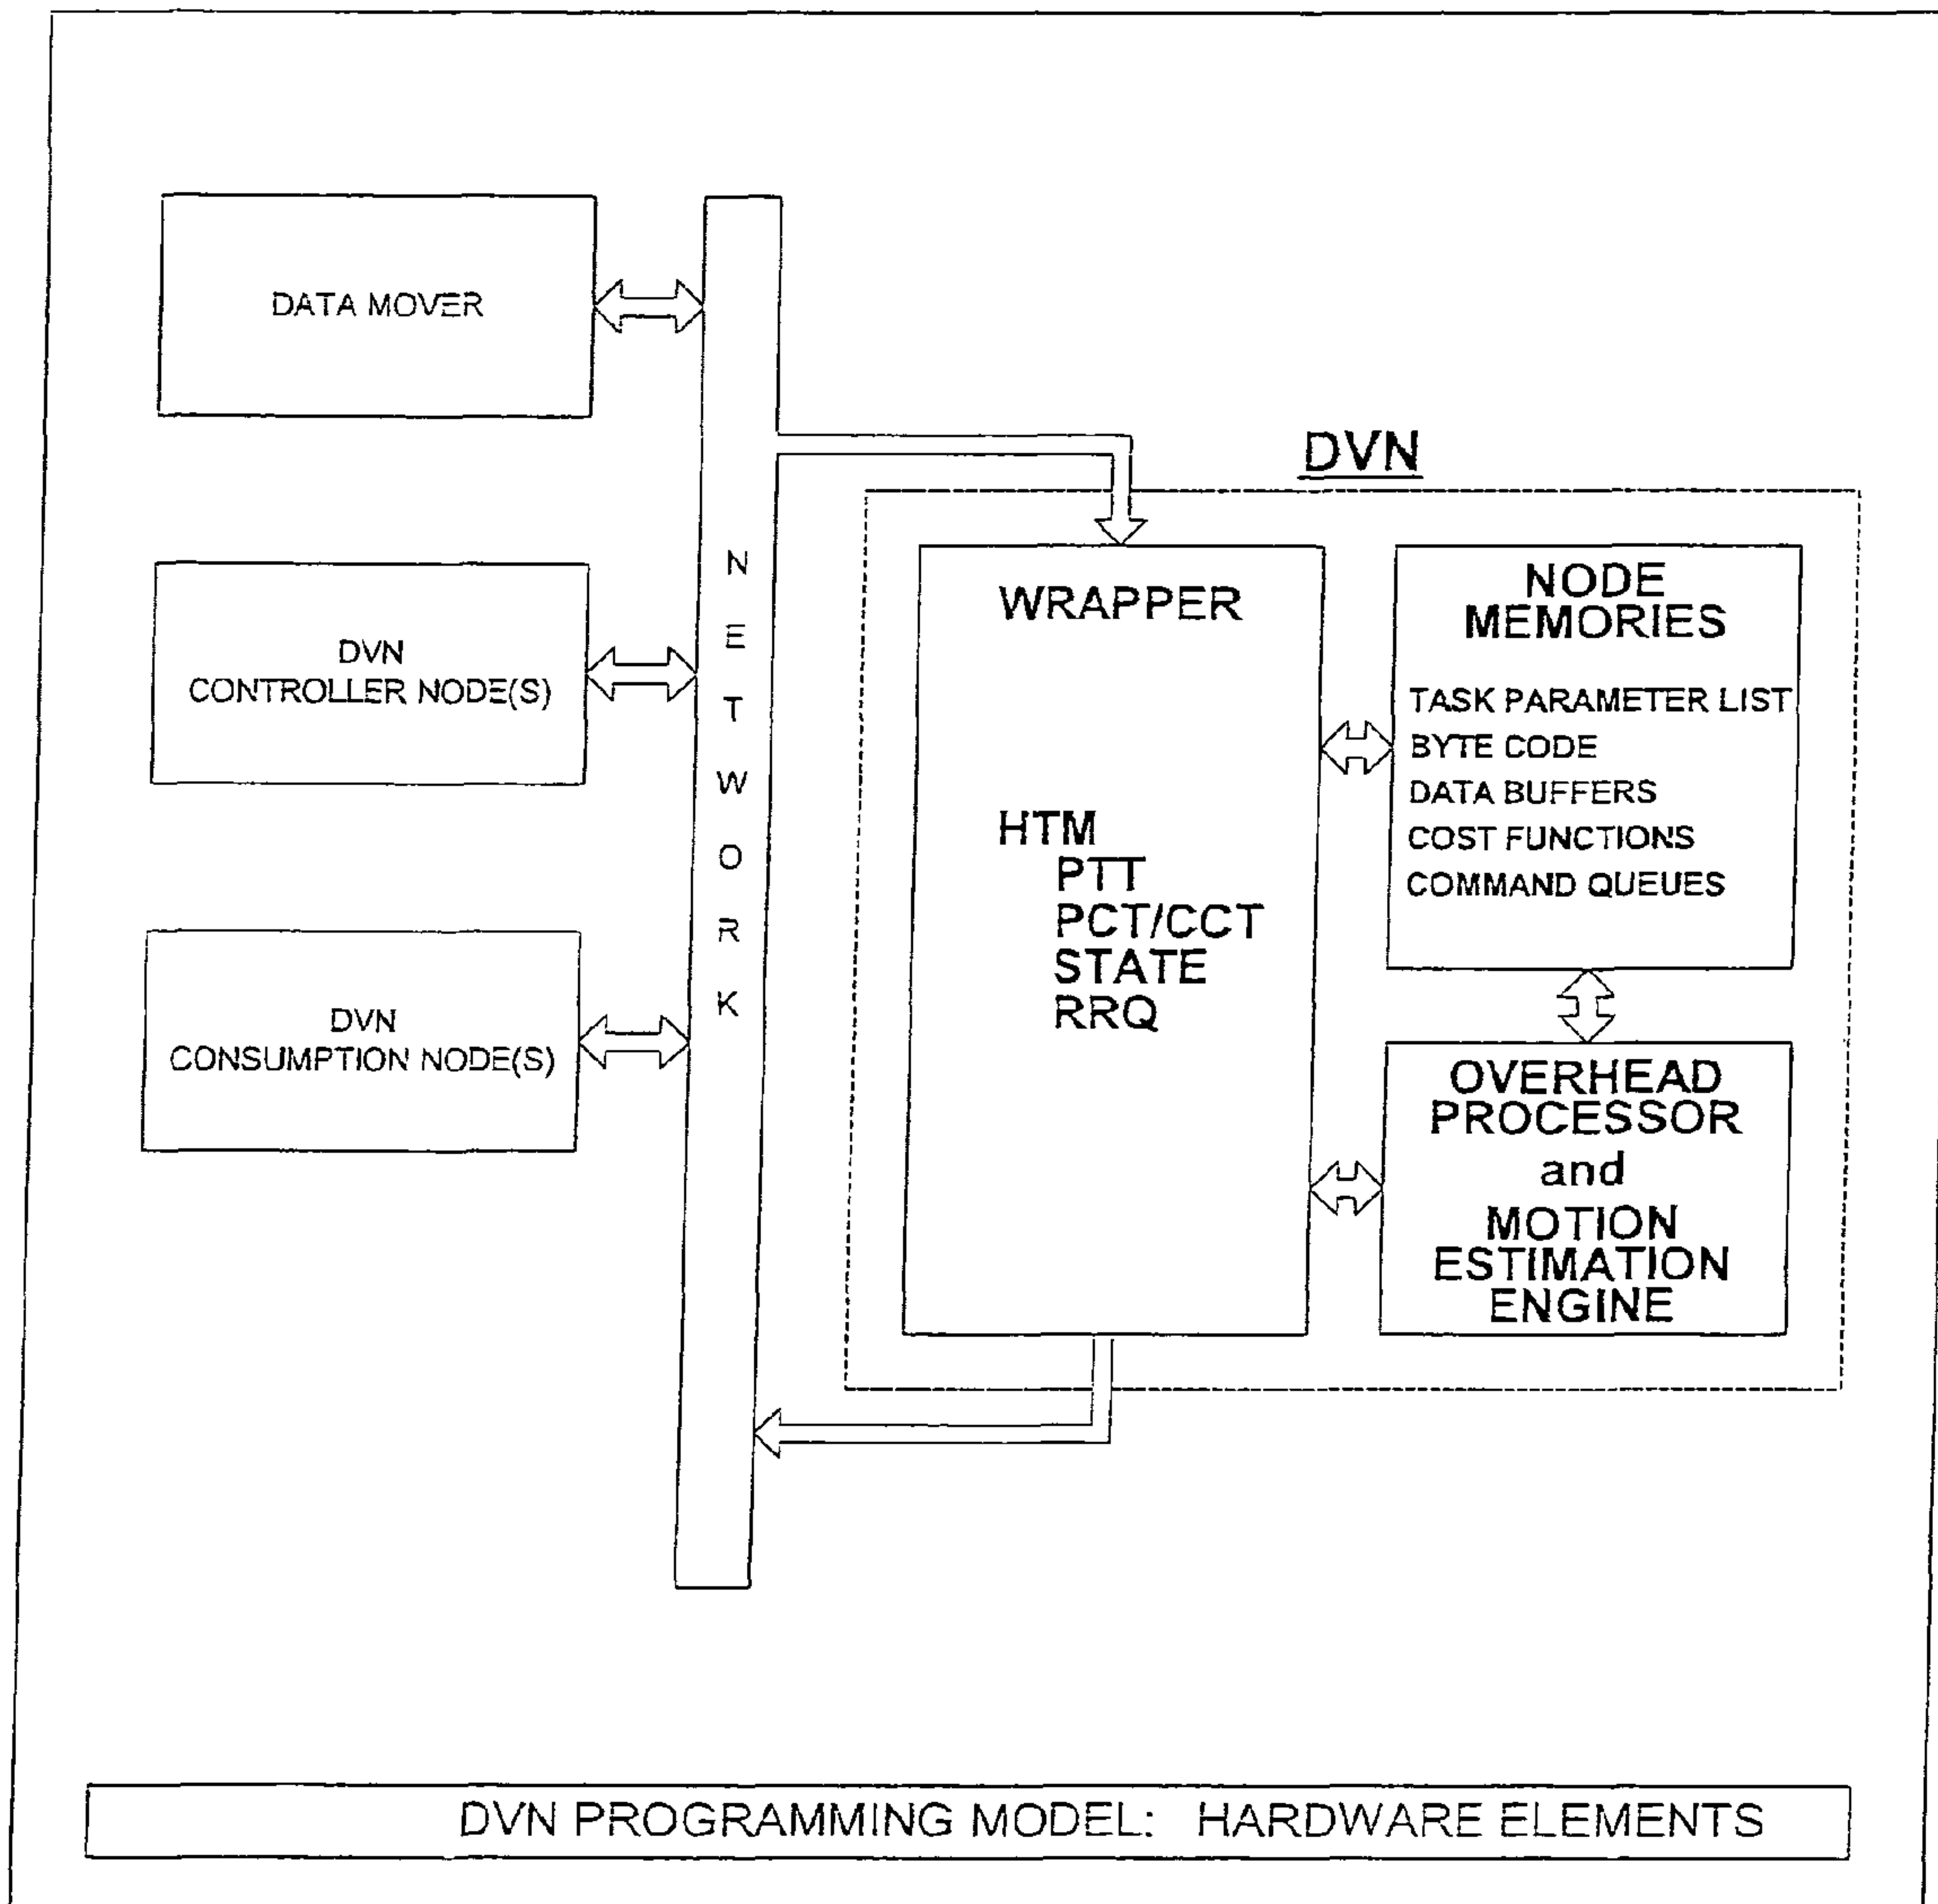 DATA MOVER
DVN
CONTROLLER NODE(S)
DVN
CONSUMPTION NODE(S)
NETWORK
DVN
WRAPPER
HTM
PTT
PCT/CCT
STATE
RRQ
NODE
MEMORIES
TASK PARAMETER LIST
BYTE CODE
DATA BUFFERS
COST FUNCTIONS
COMMAND QUEUES
OVERHEAD
PROCESSOR
and
MOTION
ESTIMATION
ENGINE
DVN PROGRAMMING MODEL: HARDWARE ELEMENTS